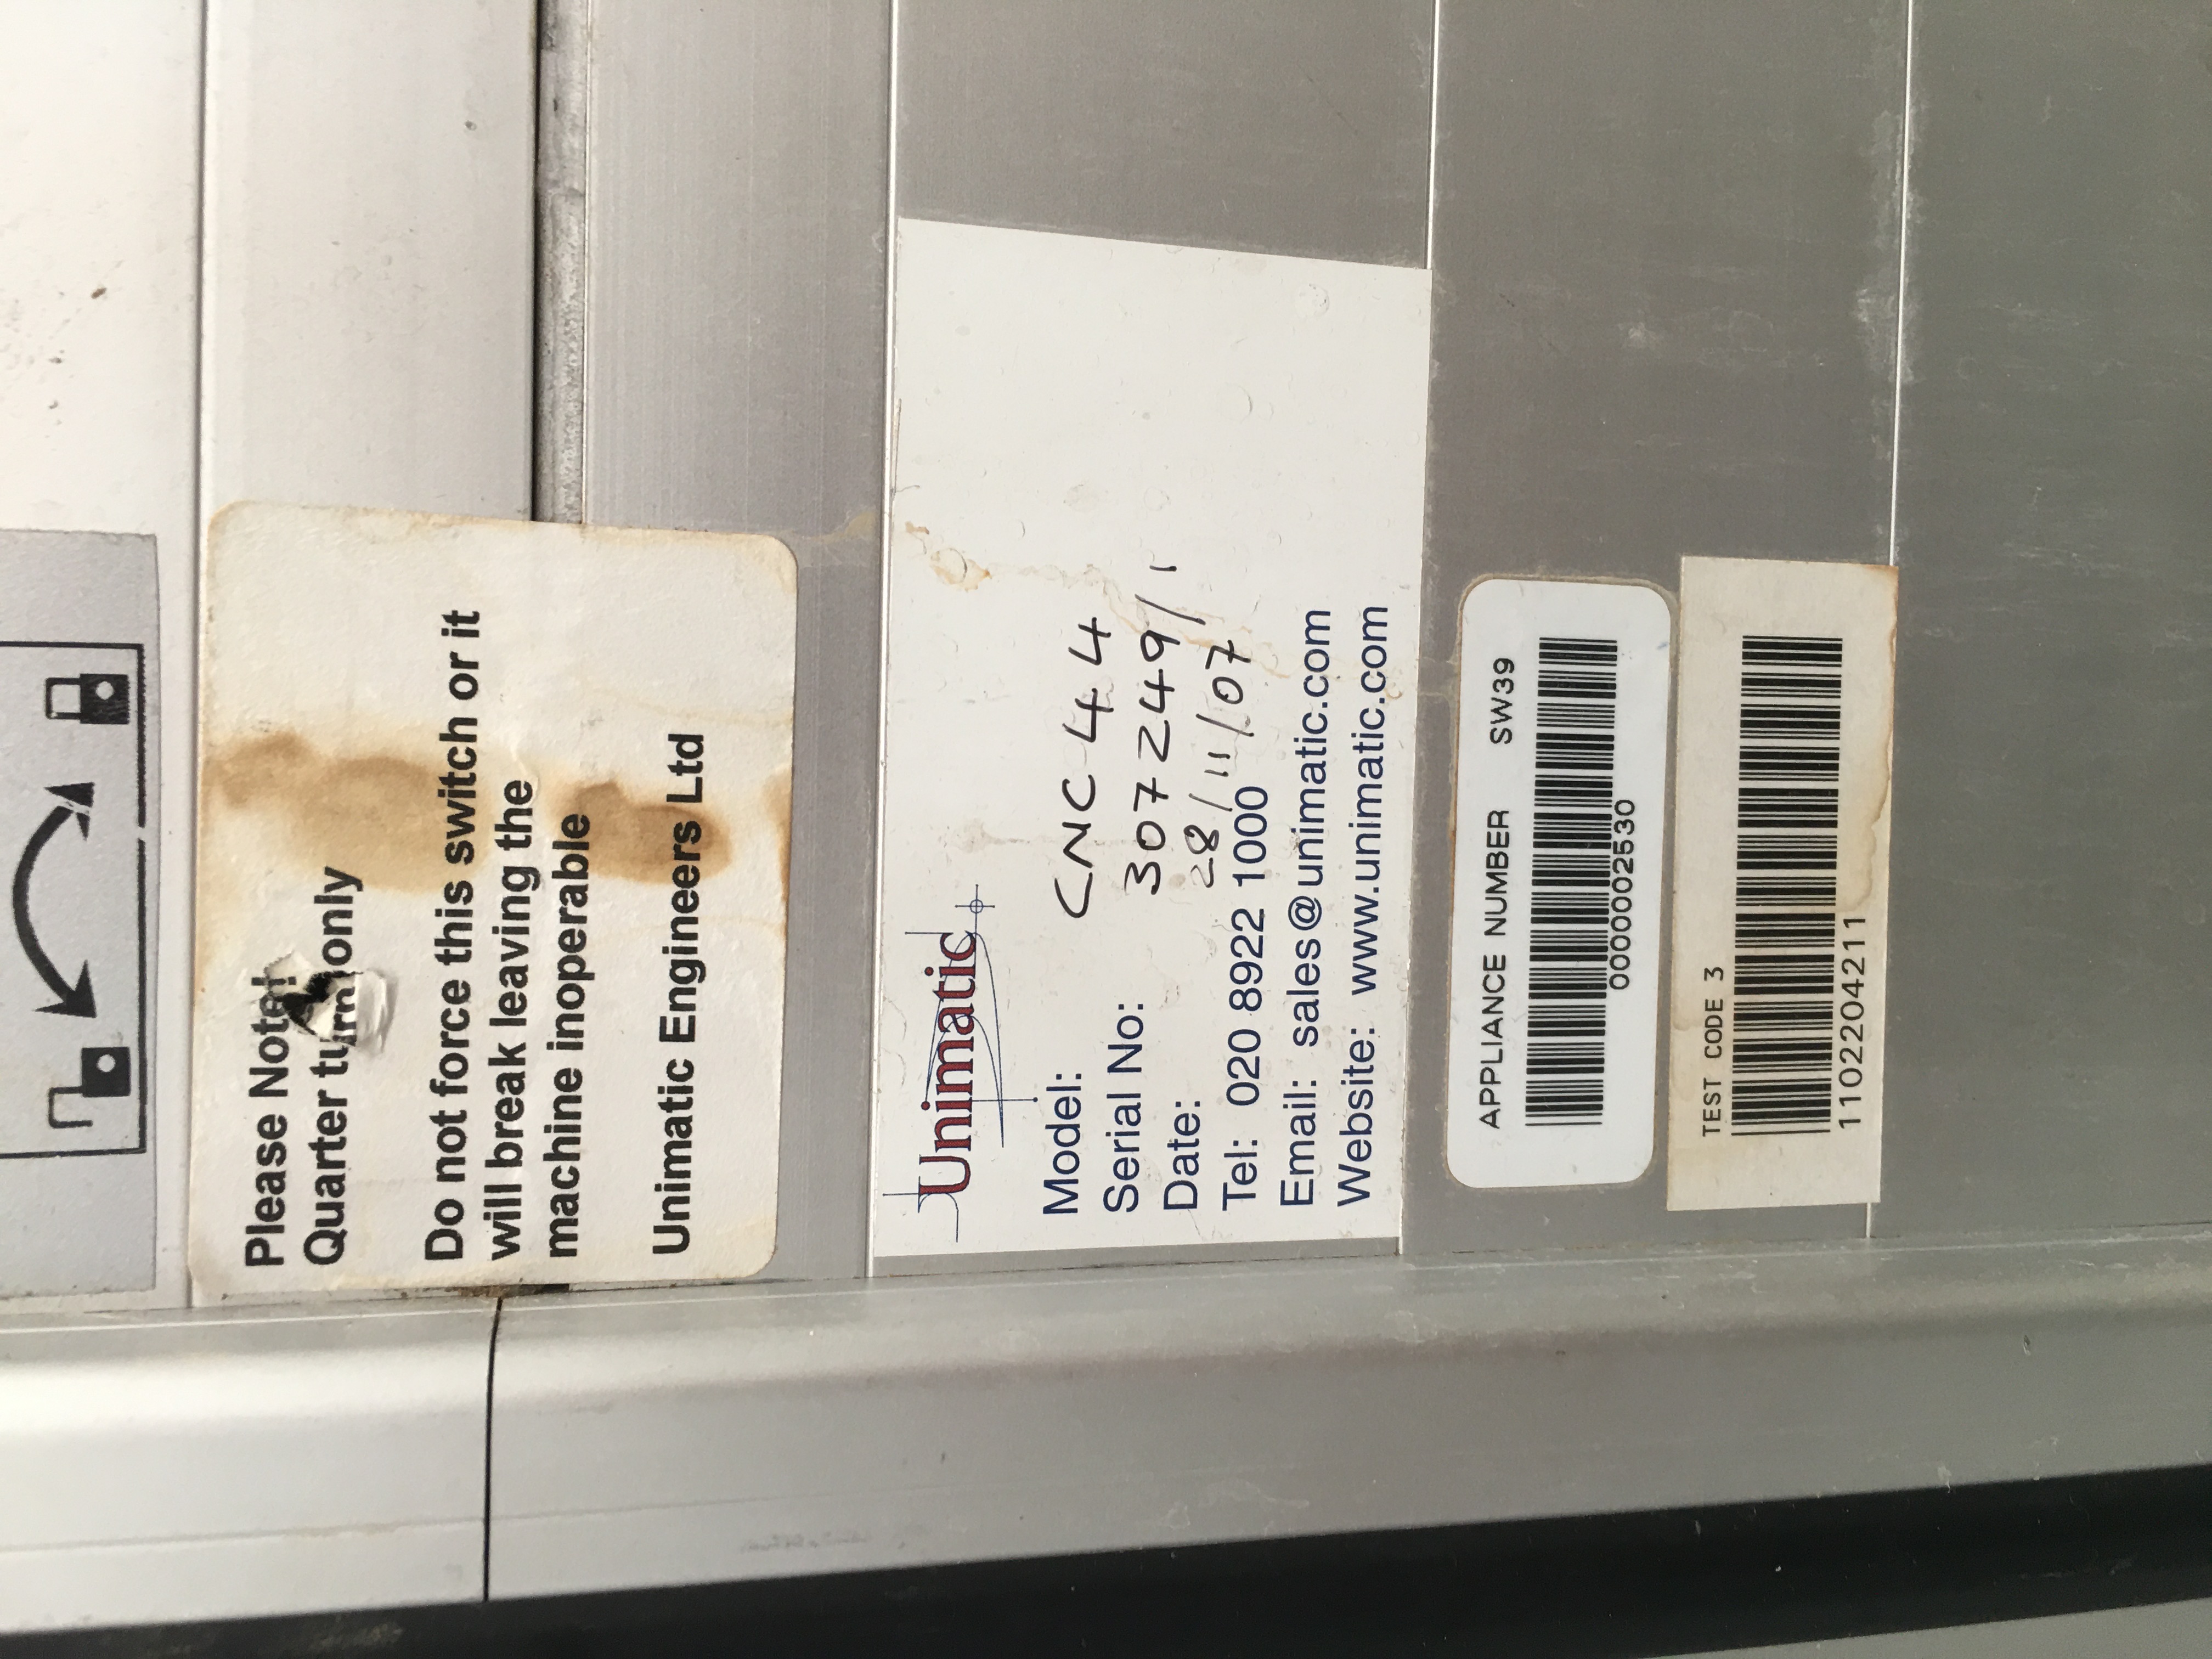 Please Note!
Quarter turn only
Do not force this switch or it
will break leaving the
machine inoperable
Unimatic Engineers Ltd
Unimatic
Model: CNC 44
Serial No: 307249/1
Date: 28/11/07
Tel: 020 8922 1000
Email: sales@unimatic.com
Website: www.unimatic.com
APPLIANCE NUMBER SW39
0000002530
TEST CODE 3
1102204211